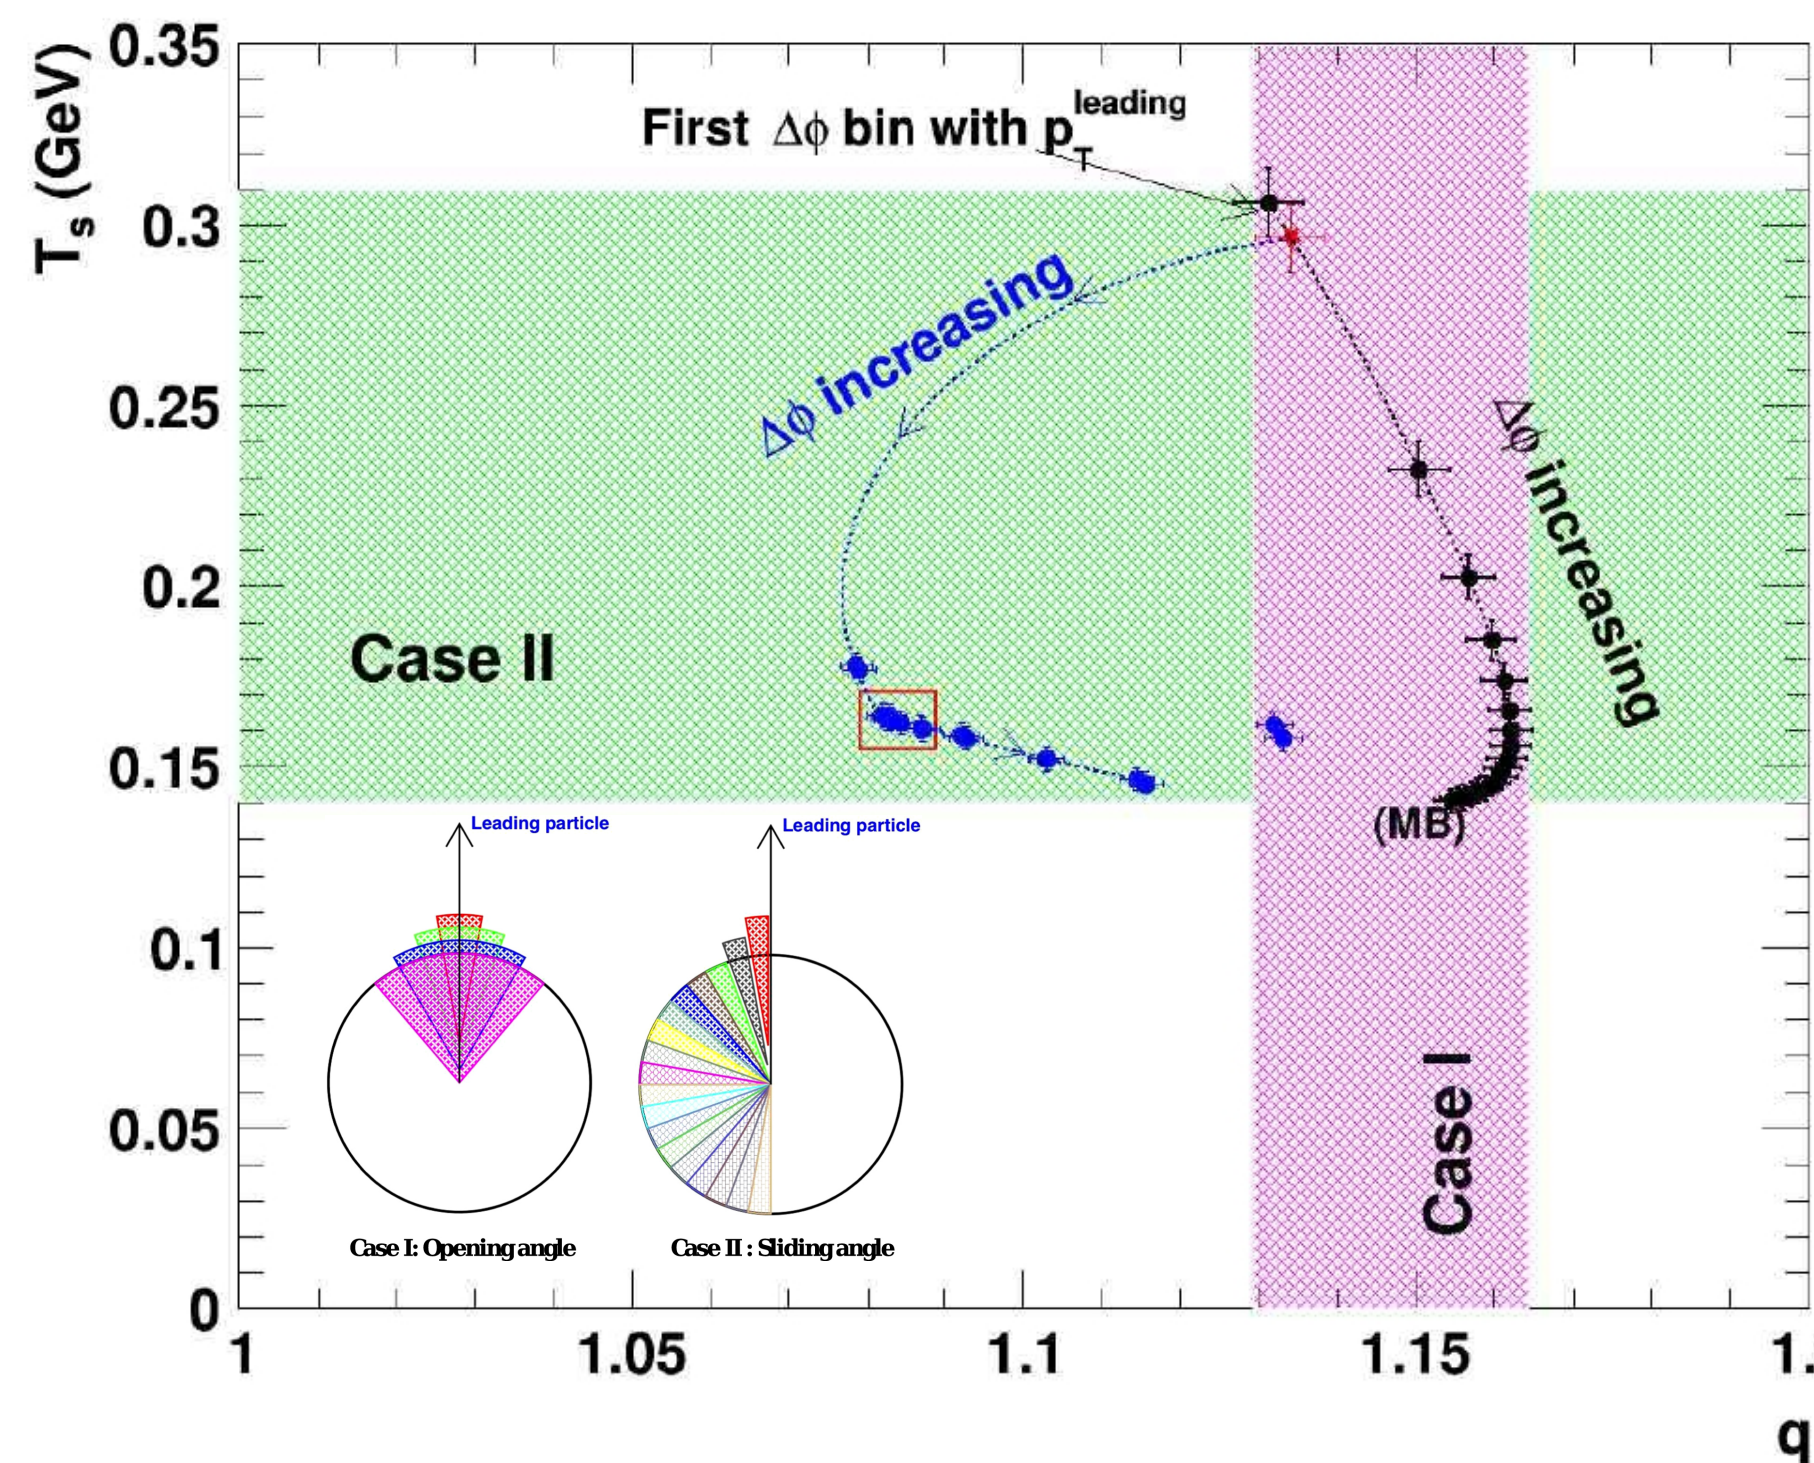 T_s (GeV)
0.35
0.3
0.25
0.2
0.15
0.1
0.05
0
First Δϕ bin with p_T^leading
Δϕ increasing
Δϕ increasing
Case II
(MB)
Leading particle
Leading particle
Case I: Opening angle
Case II : Sliding angle
Case I
1
1.05
1.1
1.15
1.
q